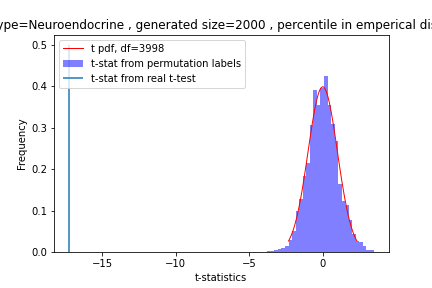 ype=Neuroendocrine , generated size=2000 , percentile in emperical dis
t pdf, df=3998
t-stat from permutation labels
t-stat from real t-test
0.5
0.4
0.3
0.2
0.1
0.0
Frequency
−15
−10
−5
0
t-statistics